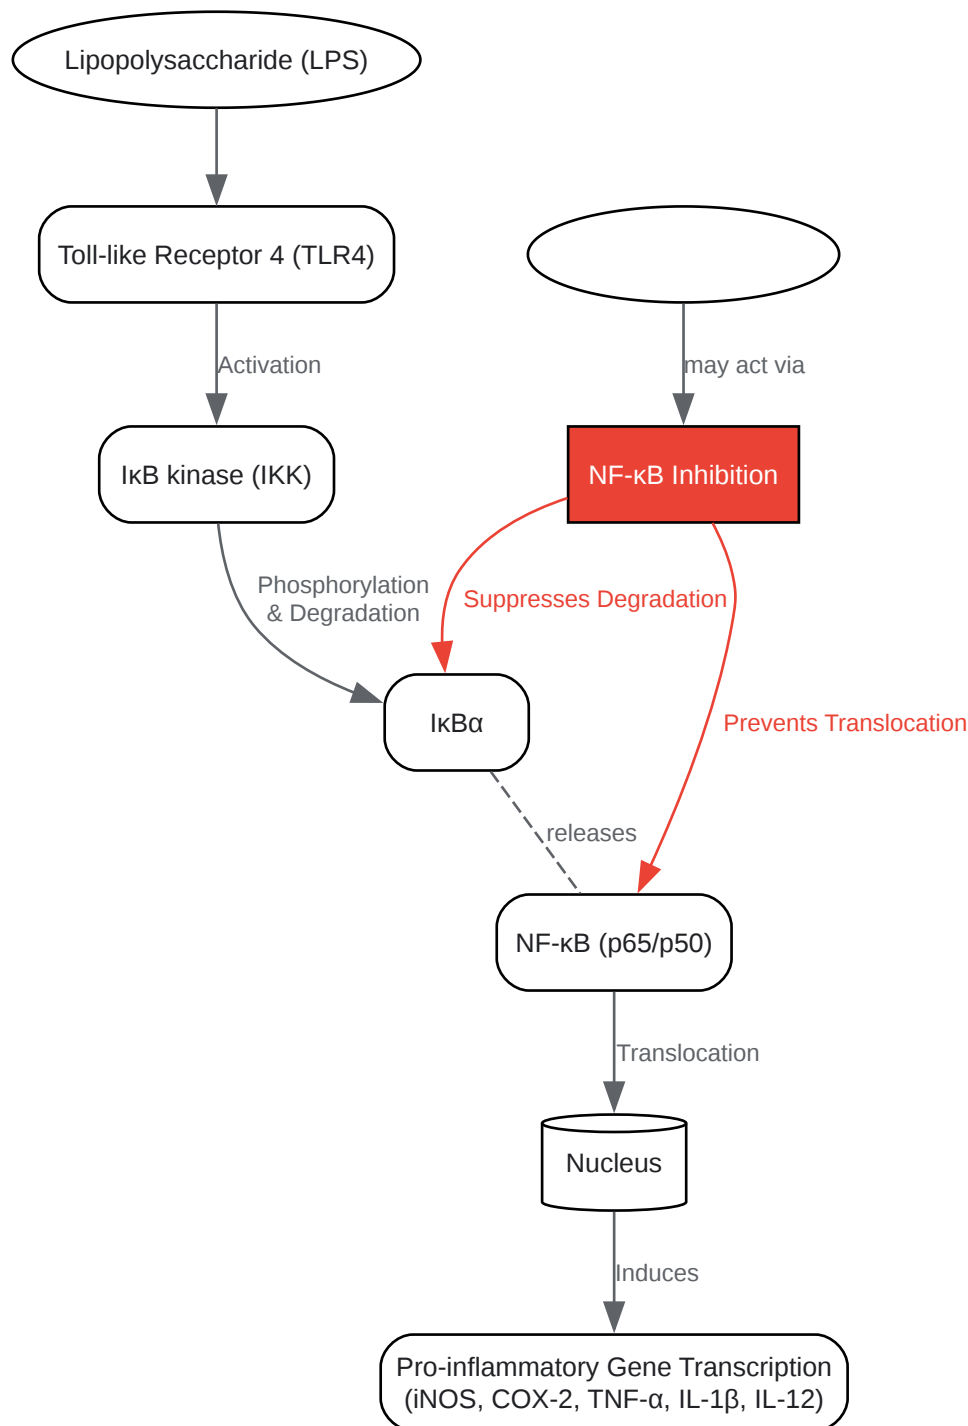 Lipopolysaccharide (LPS)
Toll-like Receptor 4 (TLR4)
Activation
may act via
IκB kinase (IKK)
NF-κB Inhibition
Phosphorylation
& Degradation
Suppresses Degradation
IκBα
Prevents Translocation
releases
NF-κB (p65/p50)
Translocation
Nucleus
Induces
Pro-inflammatory Gene Transcription
(iNOS, COX-2, TNF-α, IL-1β, IL-12)